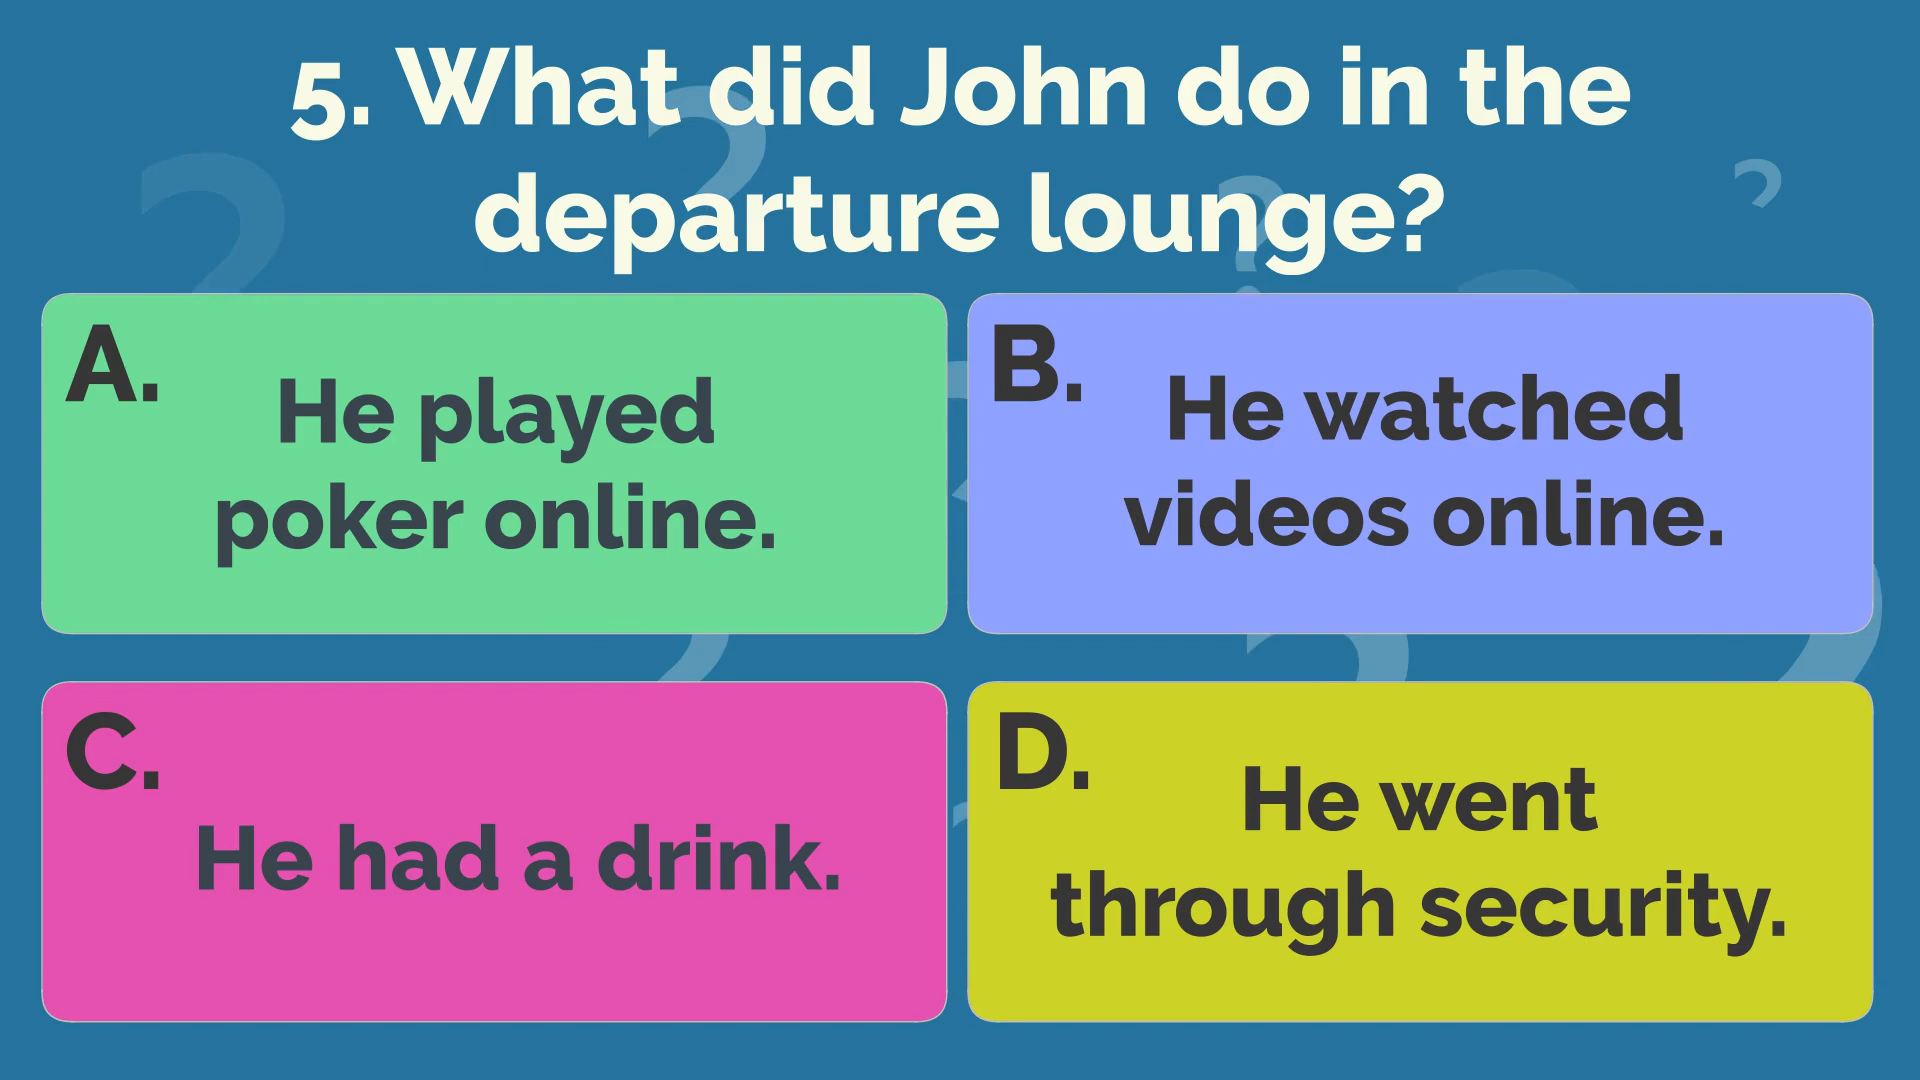 5. What did John do in the
departure lounge?
A.
He played
poker online.
B.
He watched
videos online.
C.
He had a drink.
D.
He went
through security.